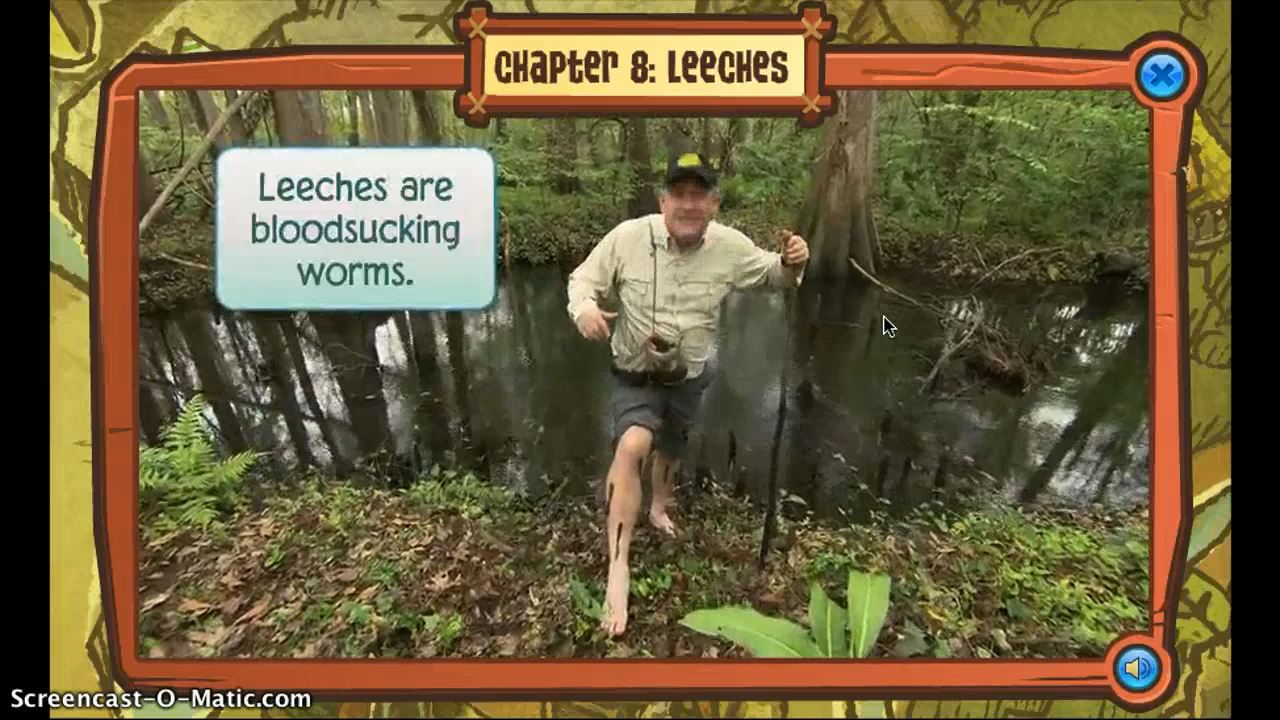 Chapter 8: Leeches
Leeches are
bloodsucking
worms.
Screencast-O-Matic.com